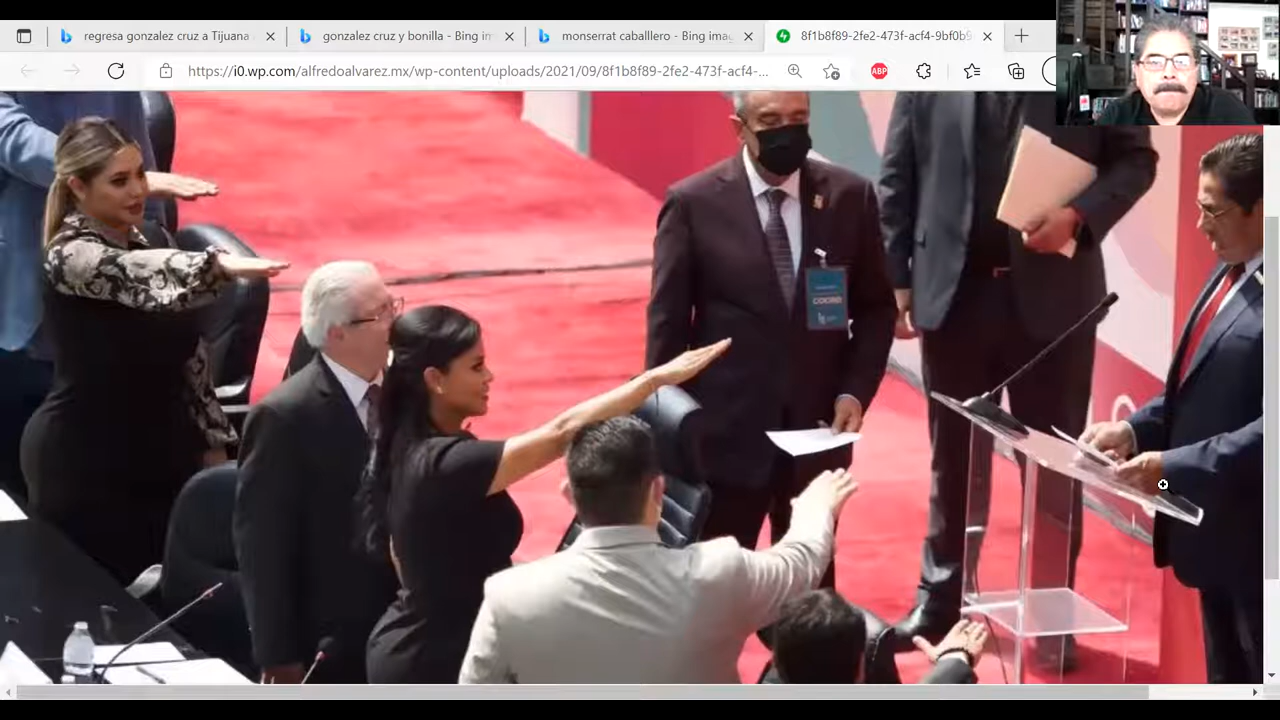 regresa gonzalez cruz a Tijuana
gonzalez cruz y bonilla - Bing im
monserrat caballlero - Bing imag
8f1b8f89-2fe2-473f-acf4-9bf0b9
https://i0.wp.com/alfredoalvarez.mx/wp-content/uploads/2021/09/8f1b8f89-2fe2-473f-acf4-...
ABP